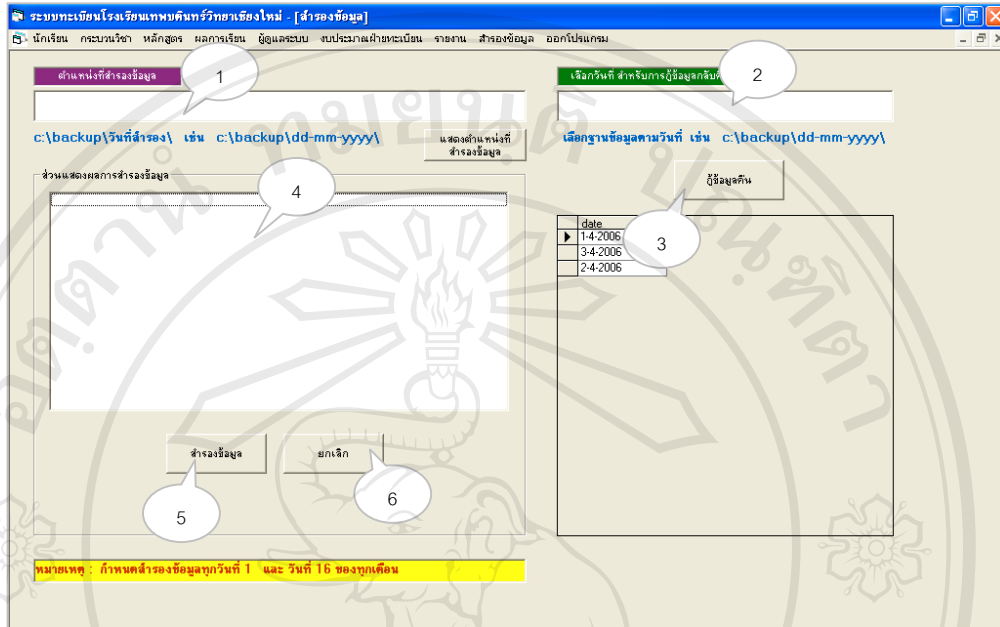 ระบบทะเบียนโรงเรียนเทพบดินทร์วิทยาเชียงใหม่ - [สำรองข้อมูล]
นักเรียน กระบวนวิชา หลักสูตร ผลการเรียน ผู้ดูแลระบบ งบประมาณฝ่ายทะเบียน รายงาน สำรองข้อมูล ออกโปรแกรม
ตำแหน่งที่สำรองข้อมูล
1
เลือกวันที่ สำหรับการกู้ข้อมูลกลับ
2
c:\backup\วันที่สำรอง\ เช่น c:\backup\dd-mm-yyyy\
แสดงตำแหน่งที่
สำรองข้อมูล
เลือกฐานข้อมูลตามวันที่ เช่น c:\backup\dd-mm-yyyy\
ส่วนแสดงผลการสำรองข้อมูล
4
กู้ข้อมูลคืน
3
date
1-4-2006
3-4-2006
2-4-2006
สำรองข้อมูล
ยกเลิก
5
6
หมายเหตุ : กำหนดสำรองข้อมูลทุกวันที่ 1 และ วันที่ 16 ของทุกเดือน